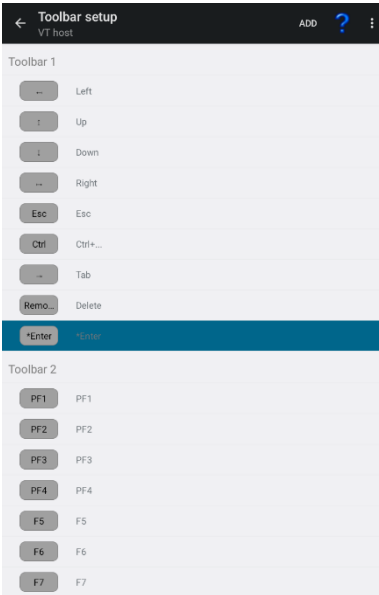 Toolbar setup
VT host
ADD
?
Toolbar 1
← Left
↑ Up
↓ Down
→ Right
Esc Esc
Ctrl Ctrl+...
→ Tab
Remo... Delete
*Enter *Enter
Toolbar 2
PF1 PF1
PF2 PF2
PF3 PF3
PF4 PF4
F5 F5
F6 F6
F7 F7